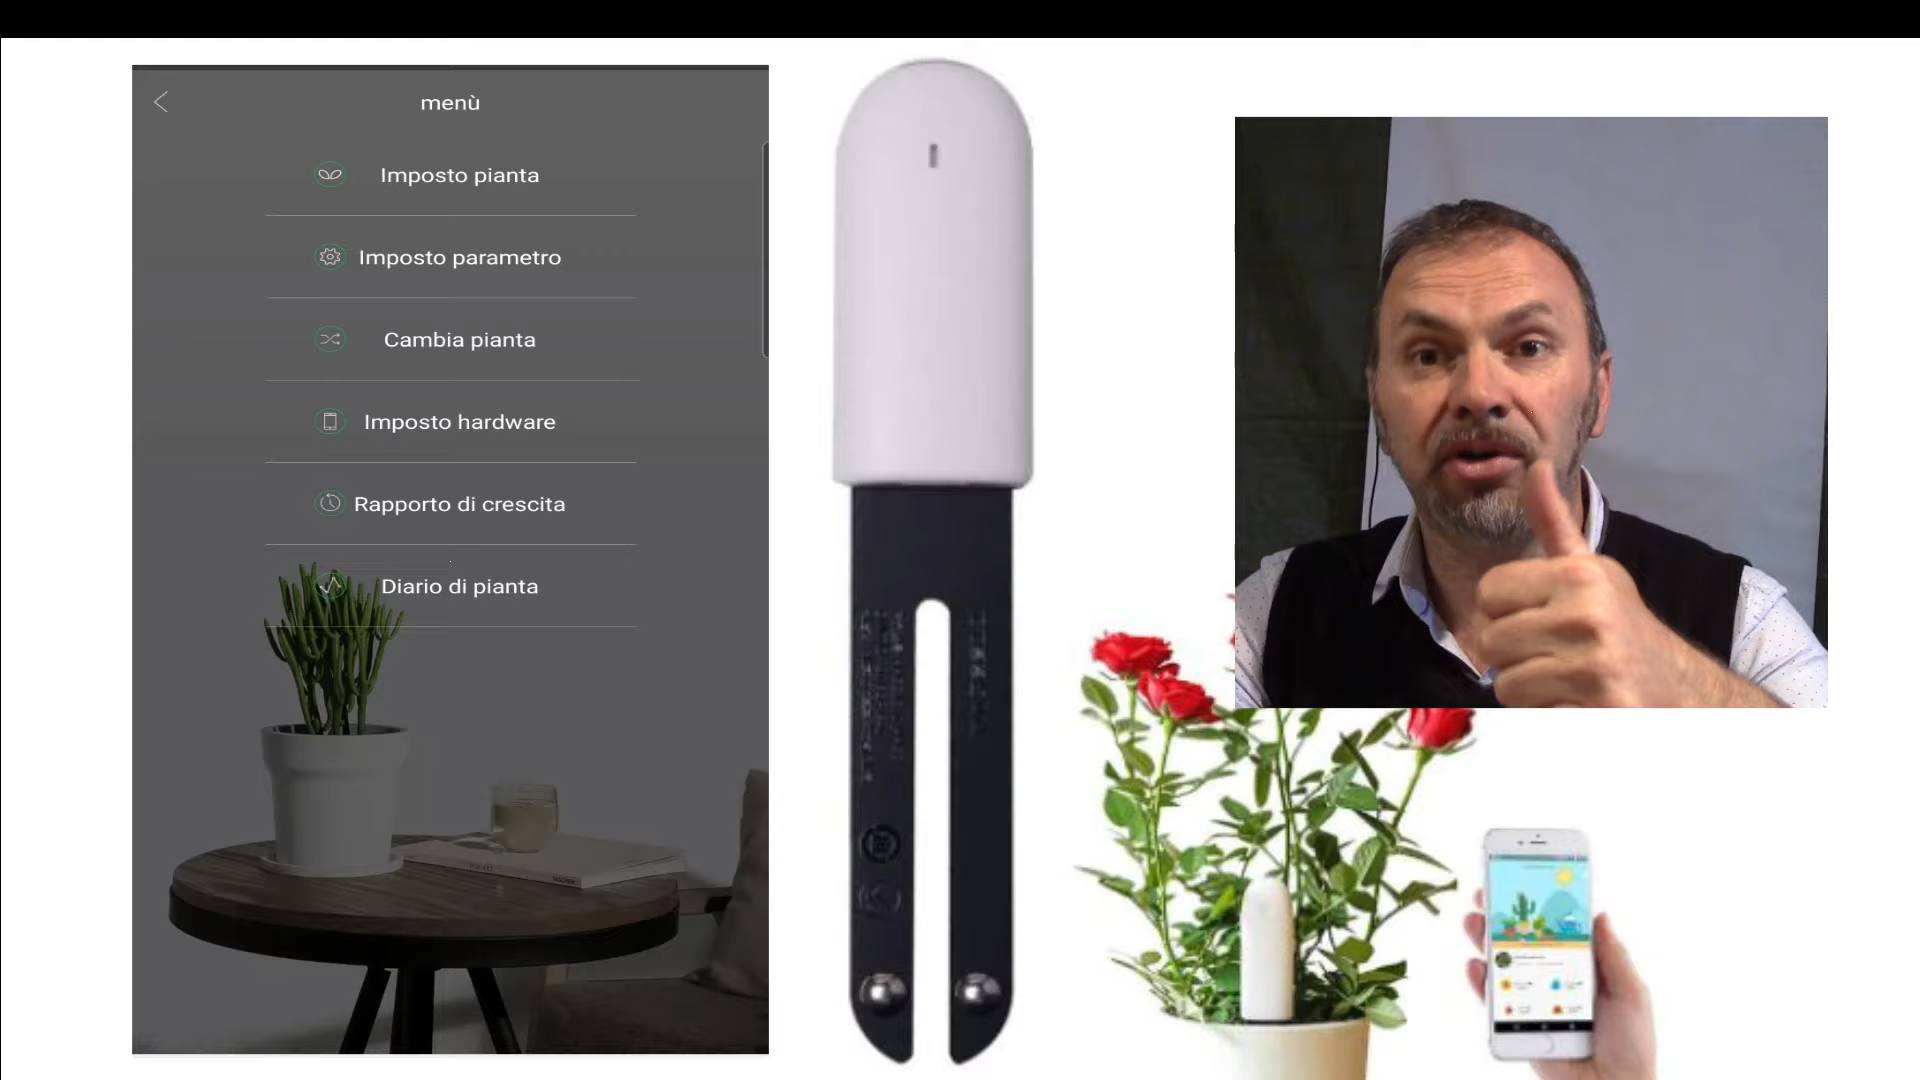 menù
Imposto pianta
Imposto parametro
Cambia pianta
Imposto hardware
Rapporto di crescita
Diario di pianta